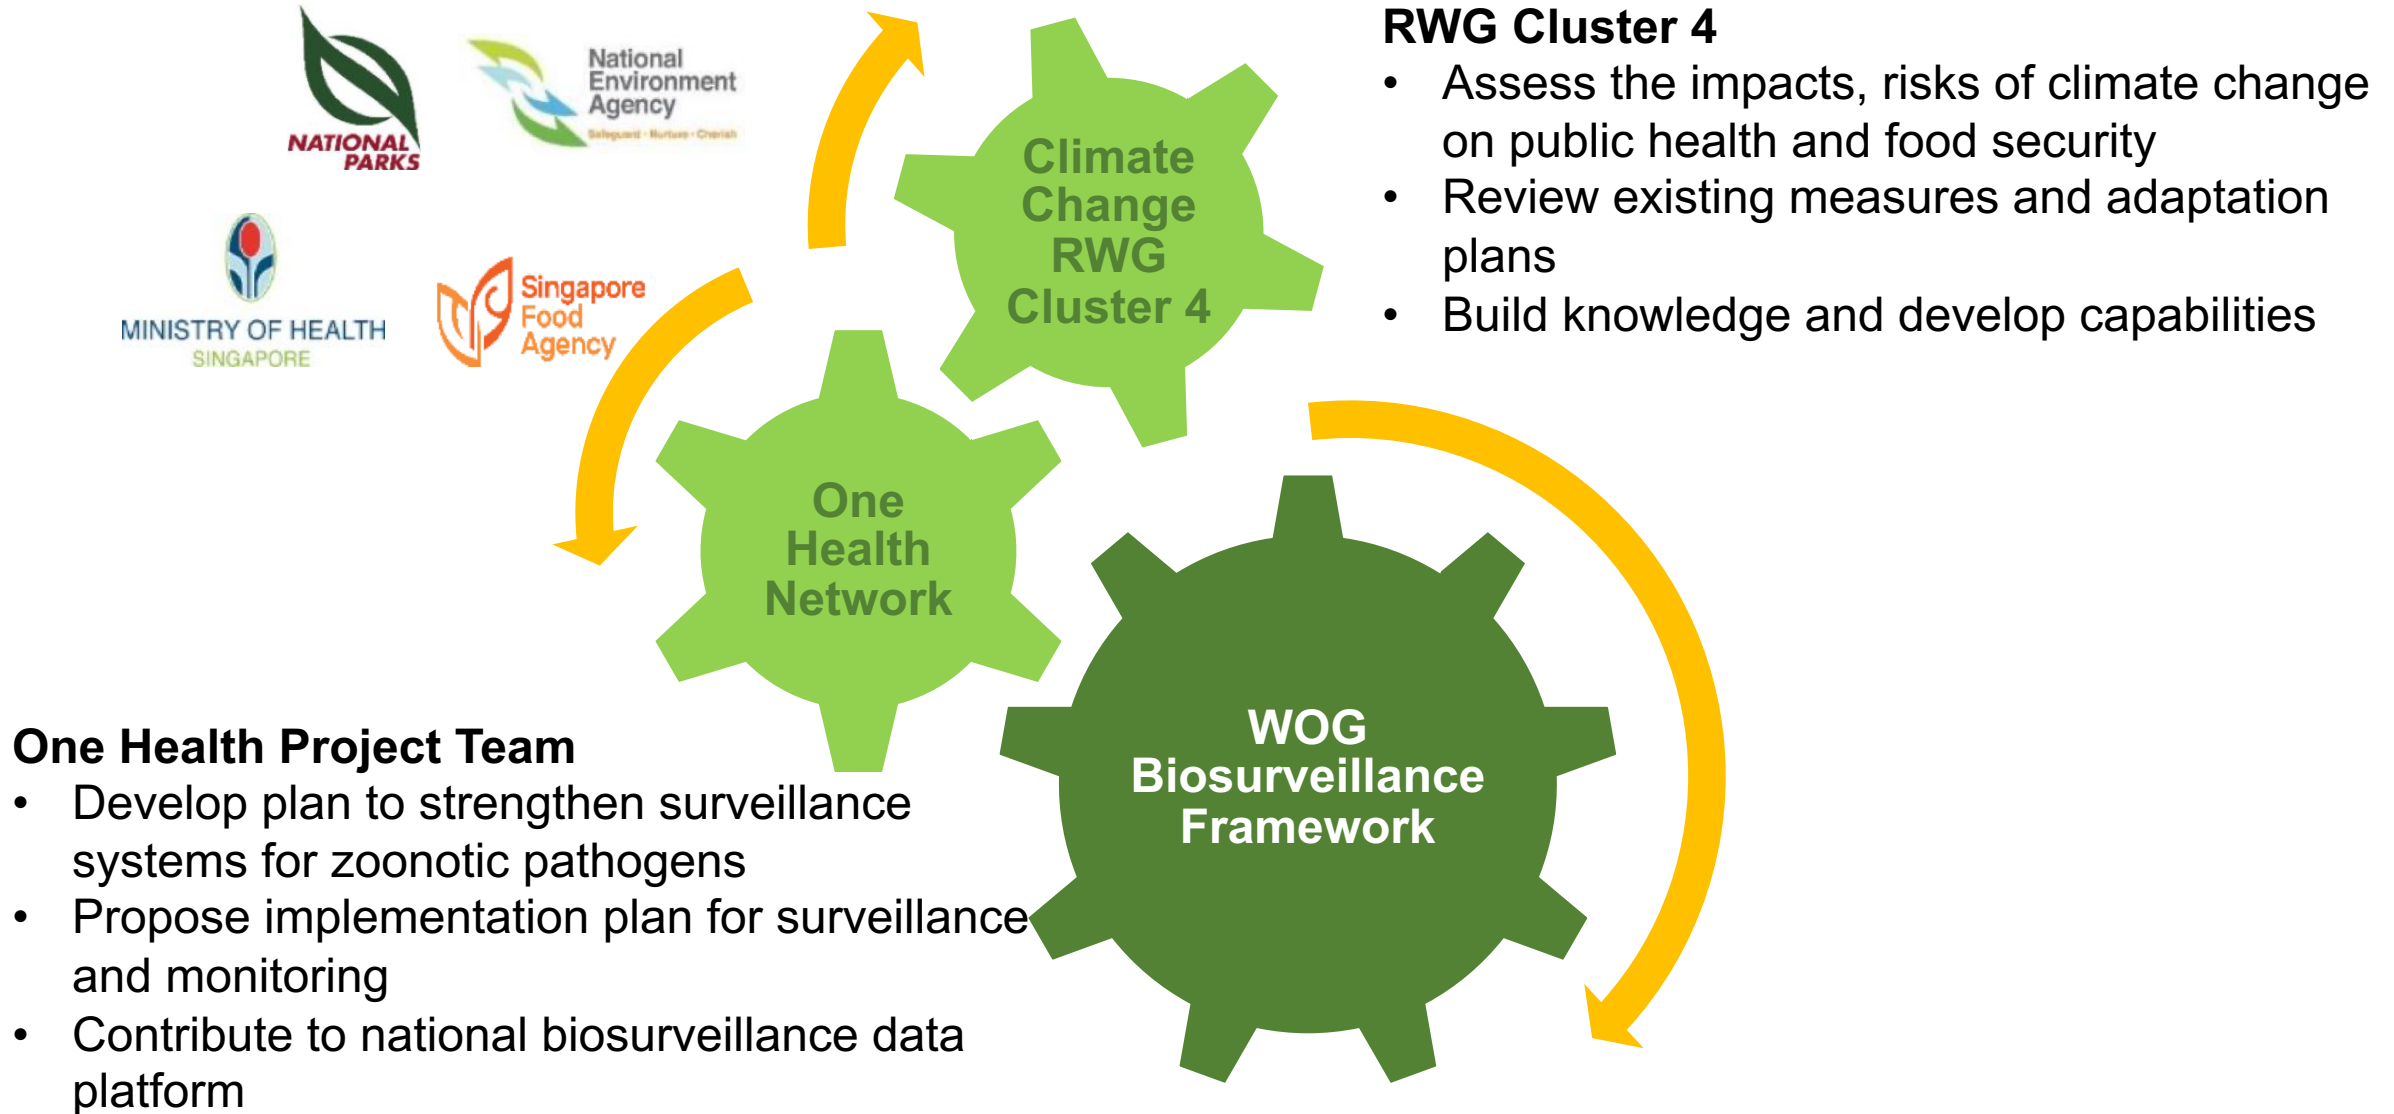 NATIONAL
PARKS
National
Environment
Agency
Safeguard · Nurture · Cherish
MINISTRY OF HEALTH
SINGAPORE
Singapore
Food
Agency
Climate
Change
RWG
Cluster 4
RWG Cluster 4
• Assess the impacts, risks of climate change
on public health and food security
• Review existing measures and adaptation
plans
• Build knowledge and develop capabilities
One
Health
Network
WOG
Biosurveillance
Framework
One Health Project Team
• Develop plan to strengthen surveillance
systems for zoonotic pathogens
• Propose implementation plan for surveillance
and monitoring
• Contribute to national biosurveillance data
platform